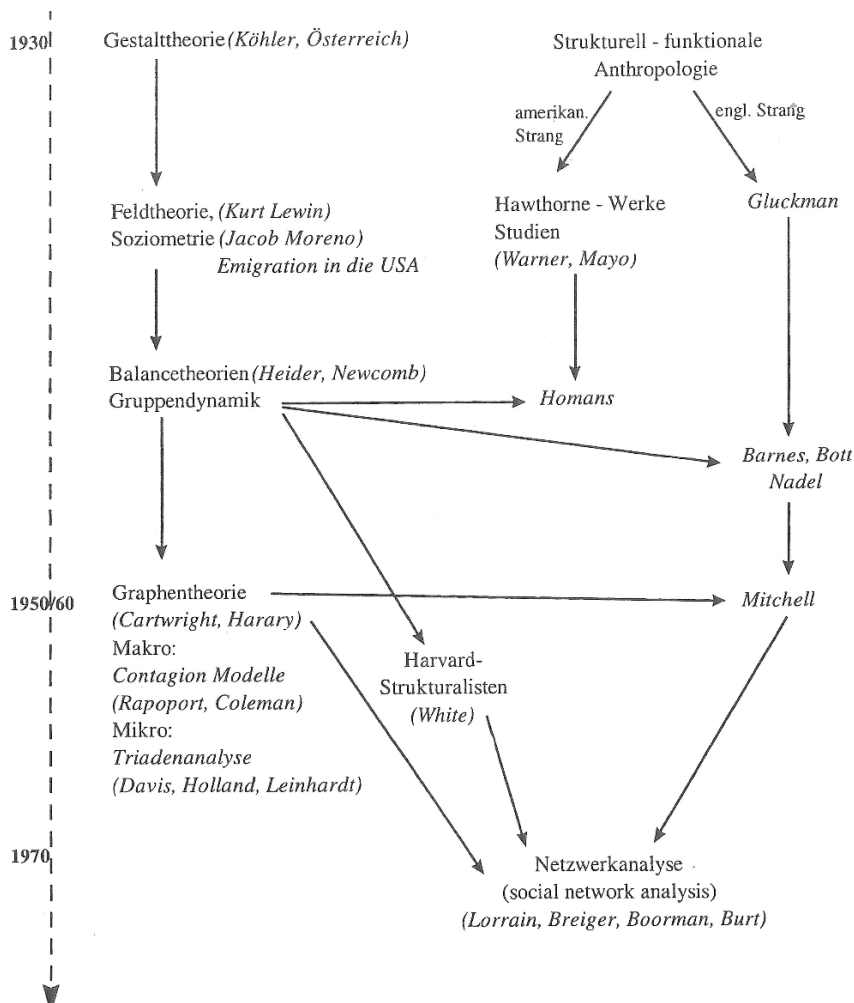 1930
Gestalttheorie (Köhler, Österreich)
Strukturell - funktionale
Anthropologie
amerikan.
Strang
engl. Strang
Feldtheorie, (Kurt Lewin)
Soziometrie (Jacob Moreno)
Emigration in die USA
Hawthorne - Werke
Studien
(Warner, Mayo)
Gluckman
Balancetheorien (Heider, Newcomb)
Gruppendynamik
Homans
Barnes, Bott
Nadel
1950/60
Graphentheorie
(Cartwright, Harary)
Makro:
Contagion Modelle
(Rapoport, Coleman)
Mikro:
Triadenanalyse
(Davis, Holland, Leinhardt)
Harvard-
Strukturalisten
(White)
Mitchell
1970
Netzwerkanalyse
(social network analysis)
(Lorrain, Breiger, Boorman, Burt)